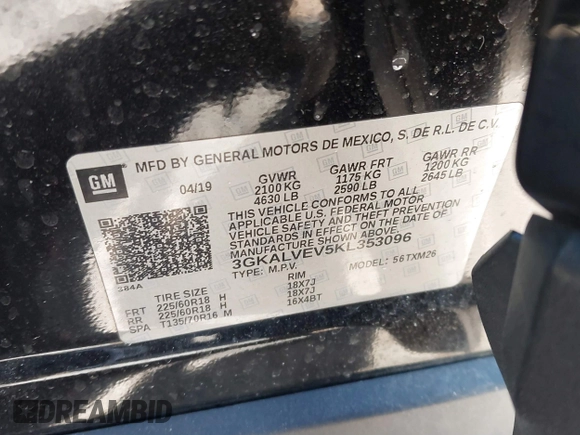 GM
MFD BY GENERAL MOTORS DE MEXICO, S. DE R.L. DE C.V.
04/19
GVWR GAWR FRT GAWR RR
2100 KG 1175 KG 1200 KG
4630 LB 2590 LB 2645 LB
THIS VEHICLE CONFORMS TO ALL
APPLICABLE U.S. FEDERAL MOTOR
VEHICLE SAFETY AND THEFT PREVENTION
STANDARDS IN EFFECT ON THE DATE OF
MANUFACTURE SHOWN ABOVE.
3GKALVEV5KL353096
TYPE: M.P.V. MODEL: 56TXM26
384A
TIRE SIZE RIM
FRT 225/60R18 H 18X7J
RR 225/60R18 H 18X7J
SPA T135/70R16 M 16X4BT
DREAMBID